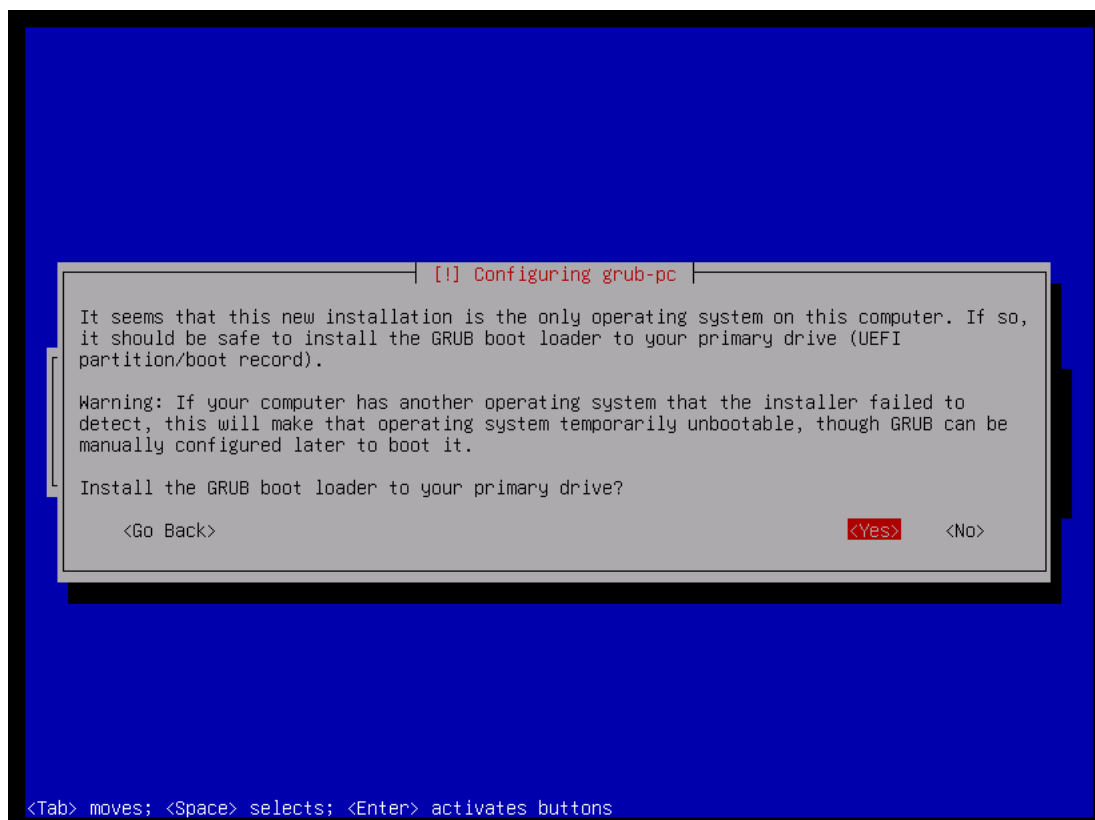 [!] Configuring grub-pc
It seems that this new installation is the only operating system on this computer. If so,
it should be safe to install the GRUB boot loader to your primary drive (UEFI
partition/boot record).
Warning: If your computer has another operating system that the installer failed to
detect, this will make that operating system temporarily unbootable, though GRUB can be
manually configured later to boot it.
Install the GRUB boot loader to your primary drive?
<Go Back> <Yes> <No>
<Tab> moves; <Space> selects; <Enter> activates buttons